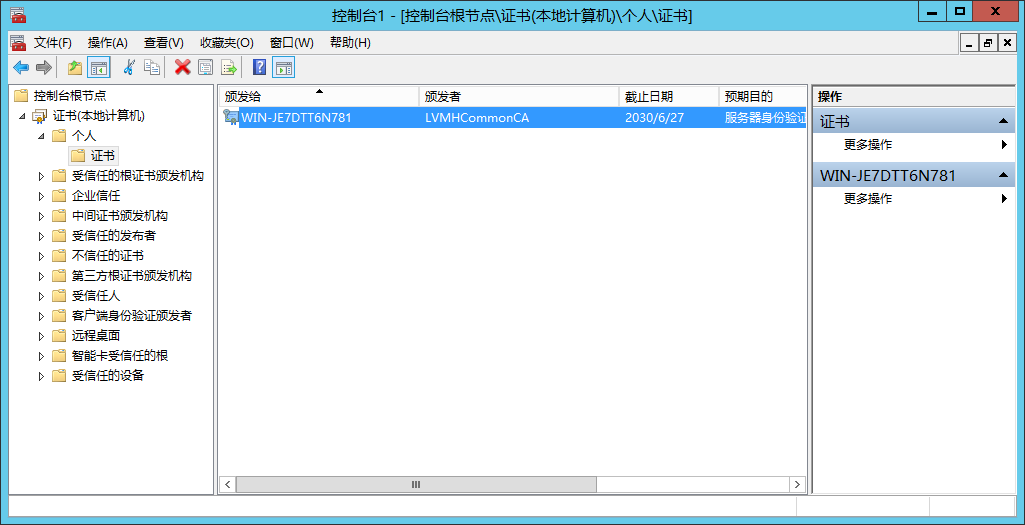 控制台1 - [控制台根节点\证书(本地计算机)\个人\证书]
文件(F) 操作(A) 查看(V) 收藏夹(O) 窗口(W) 帮助(H)
控制台根节点
证书(本地计算机)
个人
证书
受信任的根证书颁发机构
企业信任
中间证书颁发机构
受信任的发布者
不信任的证书
第三方根证书颁发机构
受信任人
客户端身份验证颁发者
远程桌面
智能卡受信任的根
受信任的设备
颁发给 颁发者 截止日期 预期目的
WIN-JE7DTT6N781 LVMHCommonCA 2030/6/27 服务器身份验证
操作
证书
更多操作
WIN-JE7DTT6N781
更多操作